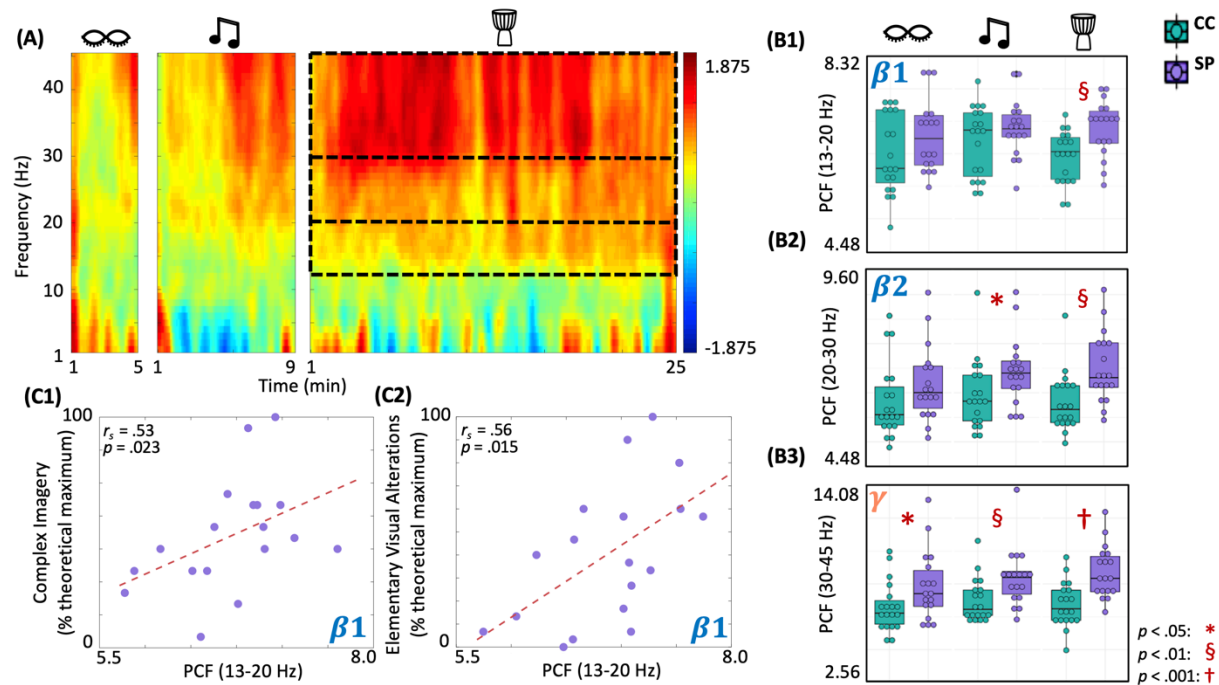 (A)
Frequency (Hz)
40
30
20
10
1
1 5
1 9
1 25
Time (min)
1.875
-1.875
(B1)
CC
SP
8.32
β1
§
PCF (13-20 Hz)
4.48
(B2)
9.60
β2
*
§
PCF (20-30 Hz)
4.48
(B3)
14.08
γ
*
§
†
PCF (30-45 Hz)
2.56
p < .05: *
p < .01: §
p < .001: †
(C1)
100
r_s = .53
p = .023
Complex Imagery
(% theoretical maximum)
0
β1
5.5 8.0
PCF (13-20 Hz)
(C2)
100
r_s = .56
p = .015
Elementary Visual Alterations
(% theoretical maximum)
0
β1
5.5 8.0
PCF (13-20 Hz)